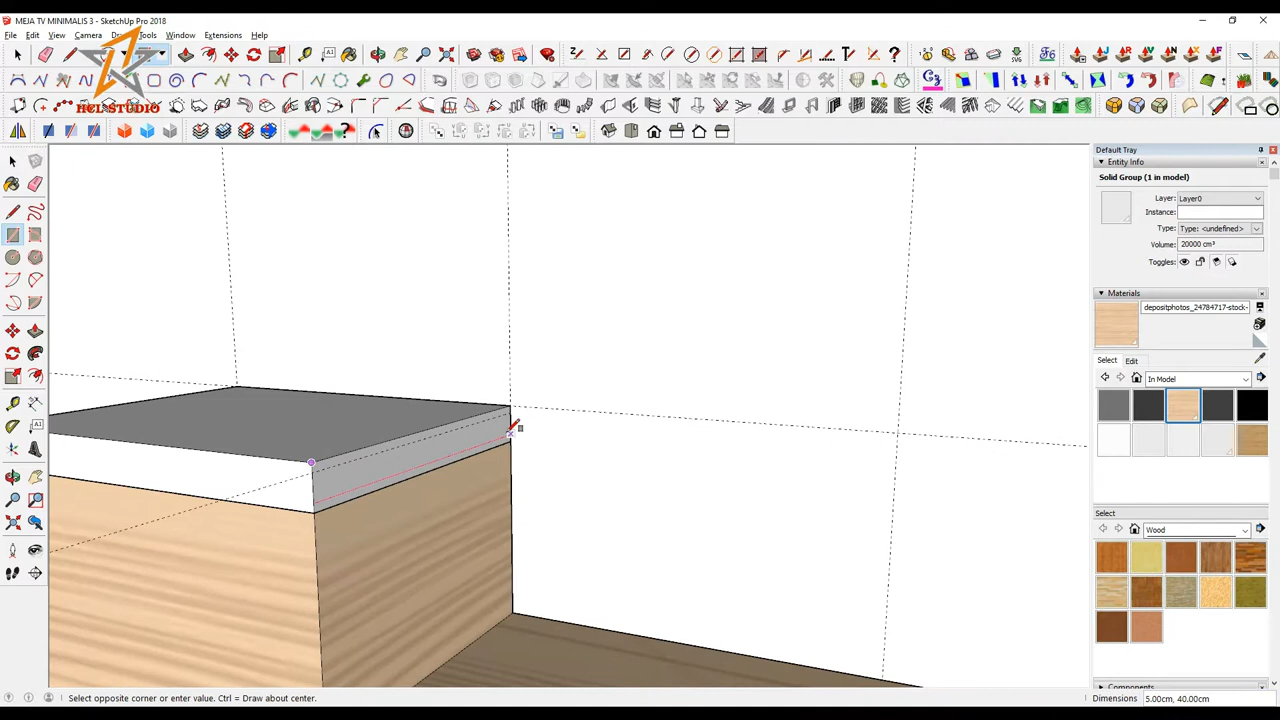 MEJA TV MINIMALIS 3 - SketchUp Pro 2018
File Edit View Camera Draw Tools Window Extensions Help
HCL STUDIO
Default Tray
Entity Info
Solid Group (1 in model)
Layer: Layer0
Instance:
Type: Type: <undefined>
Volume: 20000 cm³
Toggles:
Materials
depositphotos_24784717-stock-
Select Edit
In Model
Select
Wood
Components
Select opposite corner or enter value. Ctrl = Draw about center.
Dimensions 5.00cm, 40.00cm